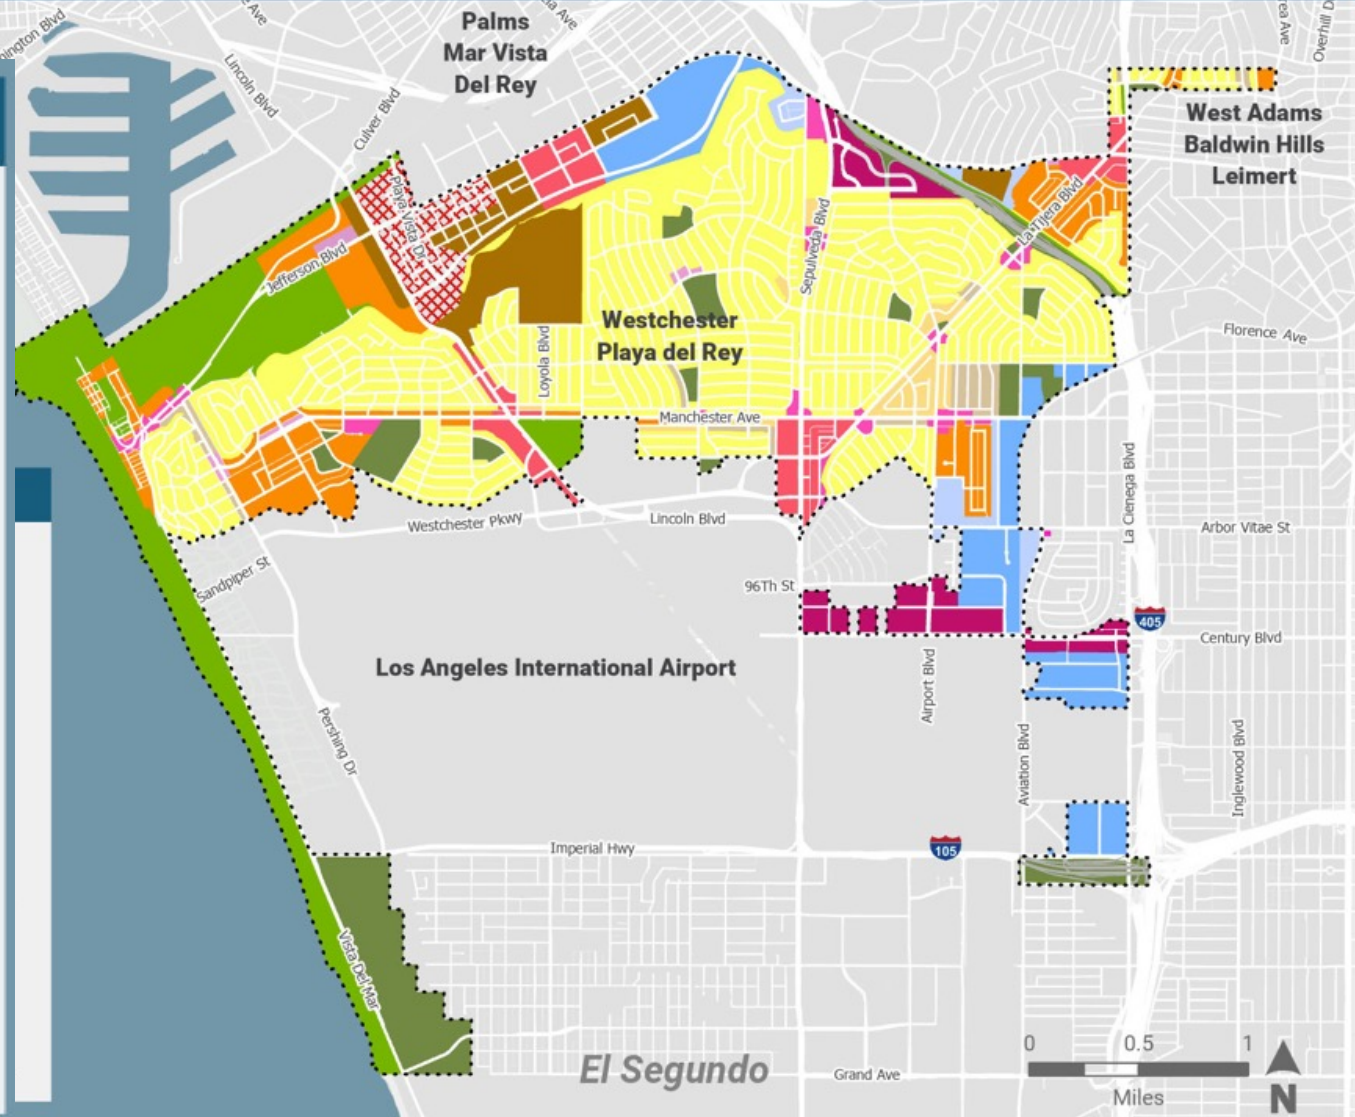 Palms
Mar Vista
Del Rey
Lincoln Blvd
Culver Blvd
Overhill D
West Adams
Baldwin Hills
Leimert
Playa Vista Dr
Jefferson Blvd
Sepulveda Blvd
La Tijera Blvd
Westchester
Playa del Rey
Loyola Blvd
Florence Ave
Manchester Ave
La Cienega Blvd
Westchester Pkwy
Lincoln Blvd
Arbor Vitae St
Sandpiper St
96Th St
405
Century Blvd
Los Angeles International Airport
Airport Blvd
Pershing Dr
Aviation Blvd
Inglewood Blvd
Imperial Hwy
105
Vista Del Mar
El Segundo
Grand Ave
0 0.5 1
Miles
N